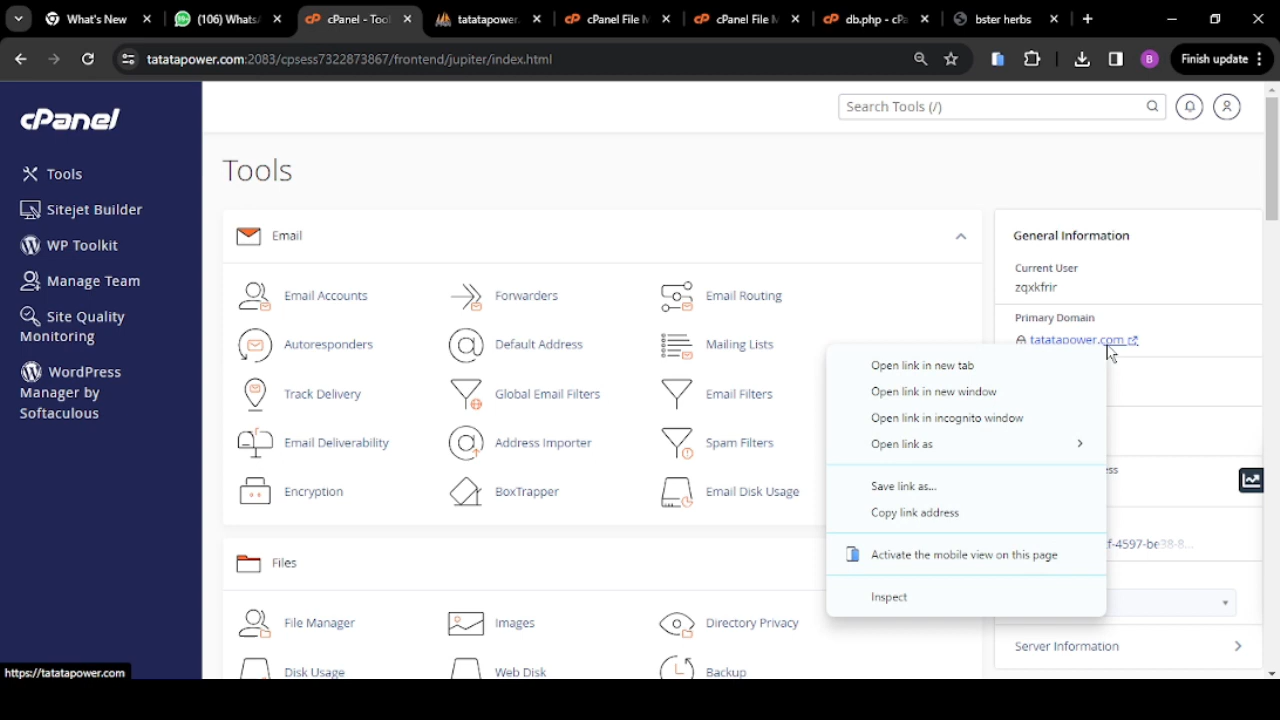 What's New
(106) Whats
cPanel - Tool
tatatapower.
cPanel File M
cPanel File M
db.php - cPa
bster herbs
tatatapower.com:2083/cpsess7322873867/frontend/jupiter/index.html
B
Finish update
cPanel
Search Tools (/)
Tools
Sitejet Builder
WP Toolkit
Manage Team
Site Quality
Monitoring
WordPress
Manager by
Softaculous
Tools
Email
Email Accounts
Forwarders
Email Routing
Autoresponders
Default Address
Mailing Lists
Track Delivery
Global Email Filters
Email Filters
Email Deliverability
Address Importer
Spam Filters
Encryption
BoxTrapper
Email Disk Usage
Files
File Manager
Images
Directory Privacy
Disk Usage
Web Disk
Backup
General Information
Current User
zqxkfrir
Primary Domain
tatatapower.com
Open link in new tab
Open link in new window
Open link in incognito window
Open link as
Save link as...
Copy link address
Activate the mobile view on this page
Inspect
ss
f-4597-be38-8...
Server Information
https://tatatapower.com